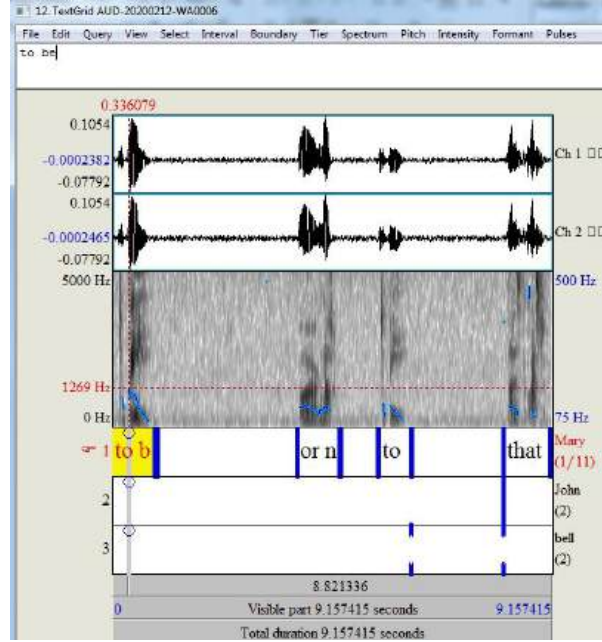 12. TextGrid AUD-20200212-WA0006
File Edit Query View Select Interval Boundary Tier Spectrum Pitch Intensity Formant Pulses
to be
0.336079
0.1054
-0.0002382
-0.07792
Ch 1
0.1054
-0.0002465
-0.07792
Ch 2
5000 Hz 500 Hz
1269 Hz
0 Hz 75 Hz
1 to b or n to that Mary
(1/11)
2 John
(2)
3 bell
(2)
8.821336
0 Visible part 9.157415 seconds 9.157415
Total duration 9.157415 seconds